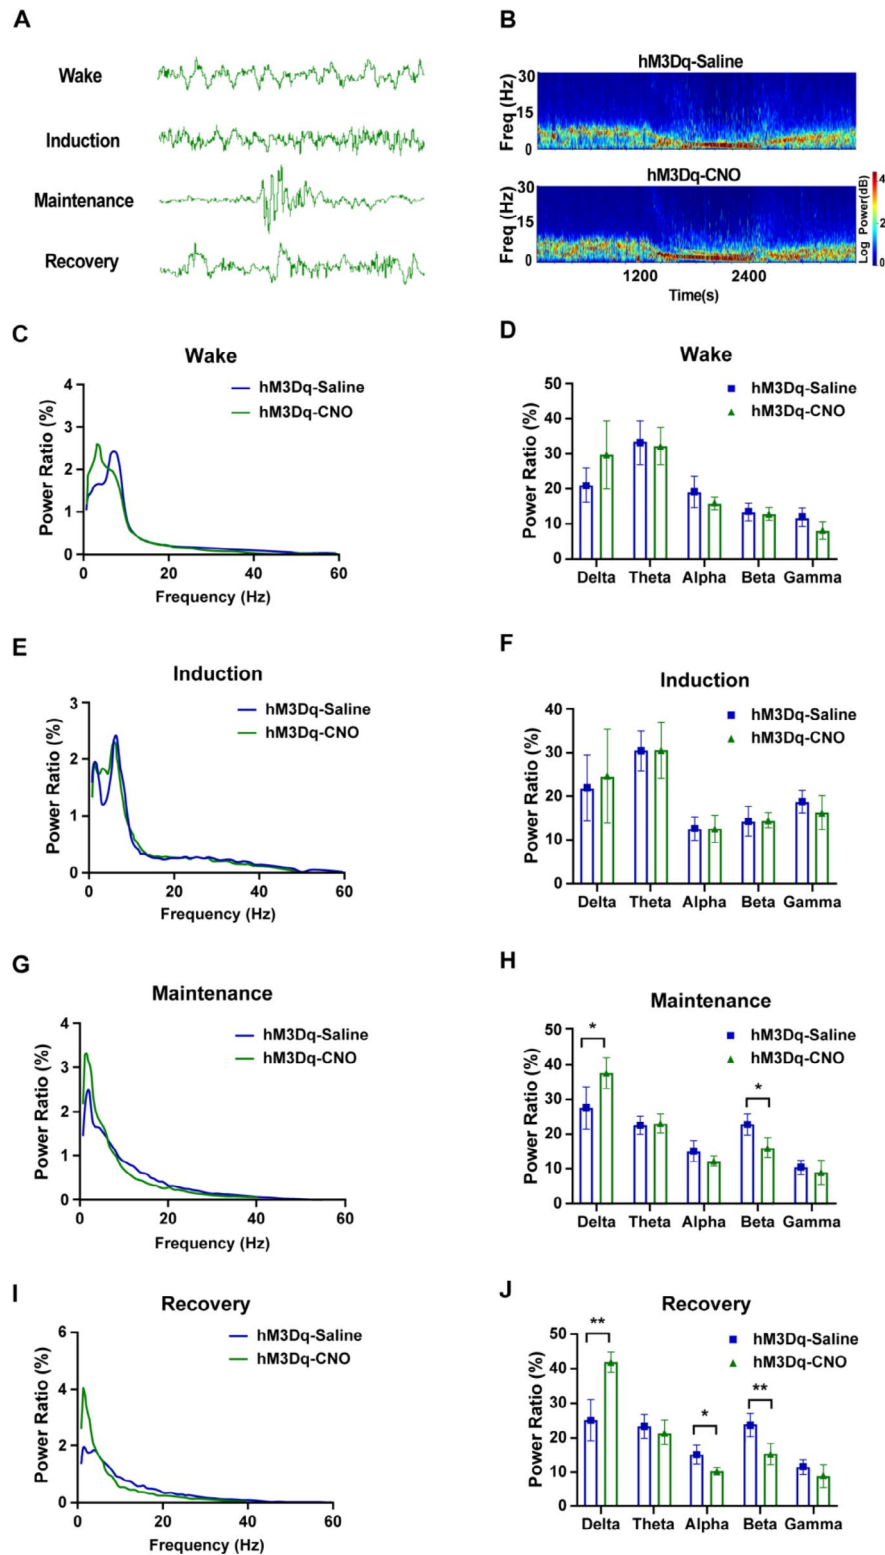 A
Wake
Induction
Maintenance
Recovery
B
hM3Dq-Saline
Freq (Hz)
30
15
0
hM3Dq-CNO
Freq (Hz)
30
15
0
1200
2400
Time(s)
Log Power(dB)
4
2
0
C
Wake
hM3Dq-Saline
hM3Dq-CNO
Power Ratio (%)
4
3
2
1
0
0 20 40 60
Frequency (Hz)
D
Wake
hM3Dq-Saline
hM3Dq-CNO
Power Ratio (%)
50
40
30
20
10
0
Delta Theta Alpha Beta Gamma
E
Induction
hM3Dq-Saline
hM3Dq-CNO
Power Ratio (%)
3
2
1
0
0 20 40 60
Frequency (Hz)
F
Induction
hM3Dq-Saline
hM3Dq-CNO
Power Ratio (%)
40
30
20
10
0
Delta Theta Alpha Beta Gamma
G
Maintenance
hM3Dq-Saline
hM3Dq-CNO
Power Ratio (%)
4
3
2
1
0
0 20 40 60
Frequency (Hz)
H
Maintenance
hM3Dq-Saline
hM3Dq-CNO
Power Ratio (%)
50
40
30
20
10
0
*
*
Delta Theta Alpha Beta Gamma
I
Recovery
hM3Dq-Saline
hM3Dq-CNO
Power Ratio (%)
6
4
2
0
0 20 40 60
Frequency (Hz)
J
Recovery
hM3Dq-Saline
hM3Dq-CNO
Power Ratio (%)
50
40
30
20
10
0
**
*
**
Delta Theta Alpha Beta Gamma